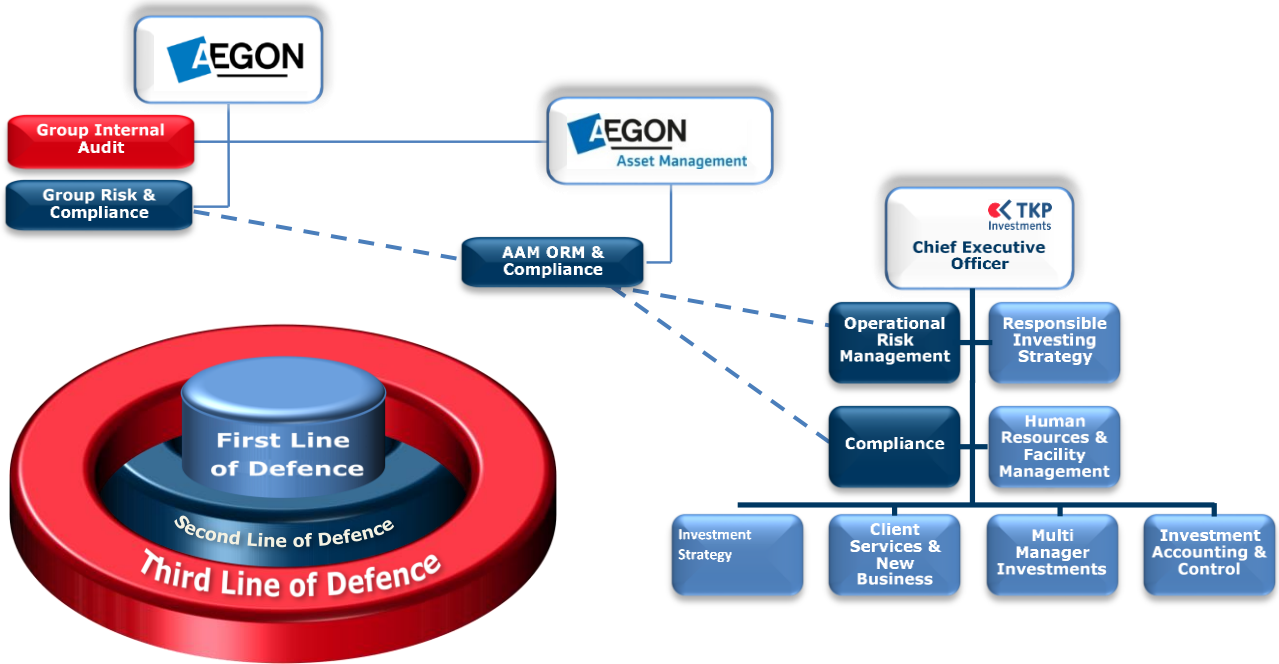 AEGON
Group Internal
Audit
Group Risk &
Compliance
AEGON
Asset Management
AAM ORM &
Compliance
TKP
Investments
Chief Executive
Officer
Operational
Risk
Management
Responsible
Investing
Strategy
Compliance
Human
Resources &
Facility
Management
Investment
Strategy
Client
Services &
New
Business
Multi
Manager
Investments
Investment
Accounting &
Control
First Line
of Defence
Second Line of Defence
Third Line of Defence